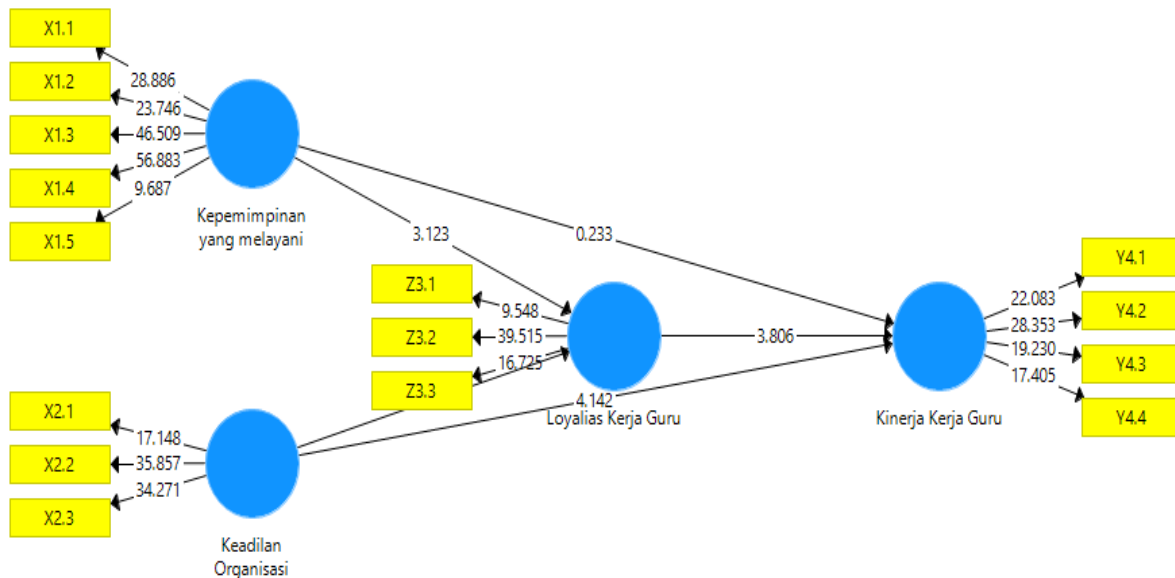 X1.1
X1.2
X1.3
X1.4
X1.5
28.886
23.746
46.509
56.883
9.687
Kepemimpinan
yang melayani
3.123
0.233
Z3.1
Z3.2
Z3.3
9.548
39.515
16.725
Loyalias Kerja Guru
3.806
4.142
Kinerja Kerja Guru
22.083
28.353
19.230
17.405
Y4.1
Y4.2
Y4.3
Y4.4
X2.1
X2.2
X2.3
17.148
35.857
34.271
Keadilan
Organisasi